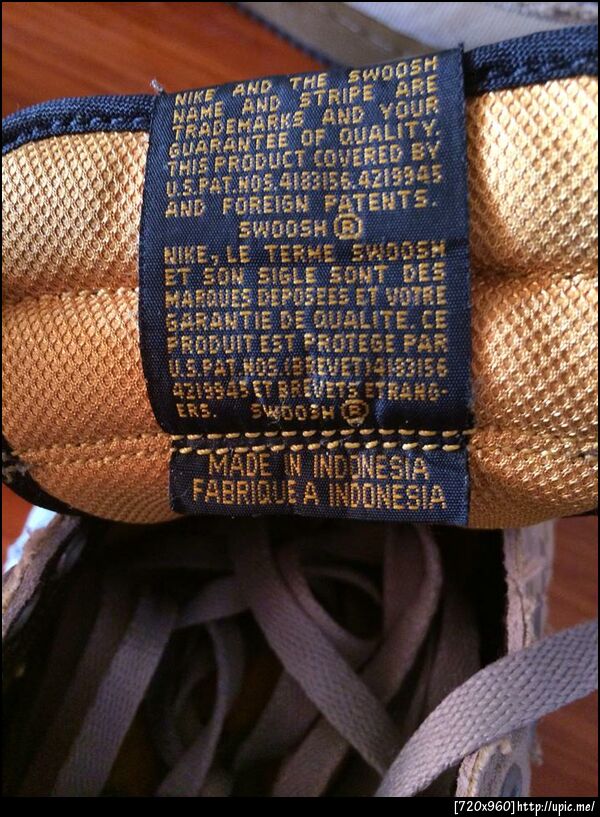 NIKE AND THE SWOOSH
NAME AND STRIPE ARE
TRADEMARKS AND YOUR
GUARANTEE OF QUALITY.
THIS PRODUCT COVERED BY
U.S.PAT.NOS.4183156.4219945
AND FOREIGN PATENTS.
SWOOSH ®
NIKE, LE TERME SWOOSH
ET SON SIGLE SONT DES
MARQUES DEPOSEES ET VOTRE
GARANTIE DE QUALITE. CE
PRODUIT EST PROTEGE PAR
U.S.PAT.NOS.(BREVET)4183156
4219945 ET BREVETS ETRANG-
ERS. SWOOSH ®
MADE IN INDONESIA
FABRIQUE A INDONESIA
[720x960]http://upic.me/